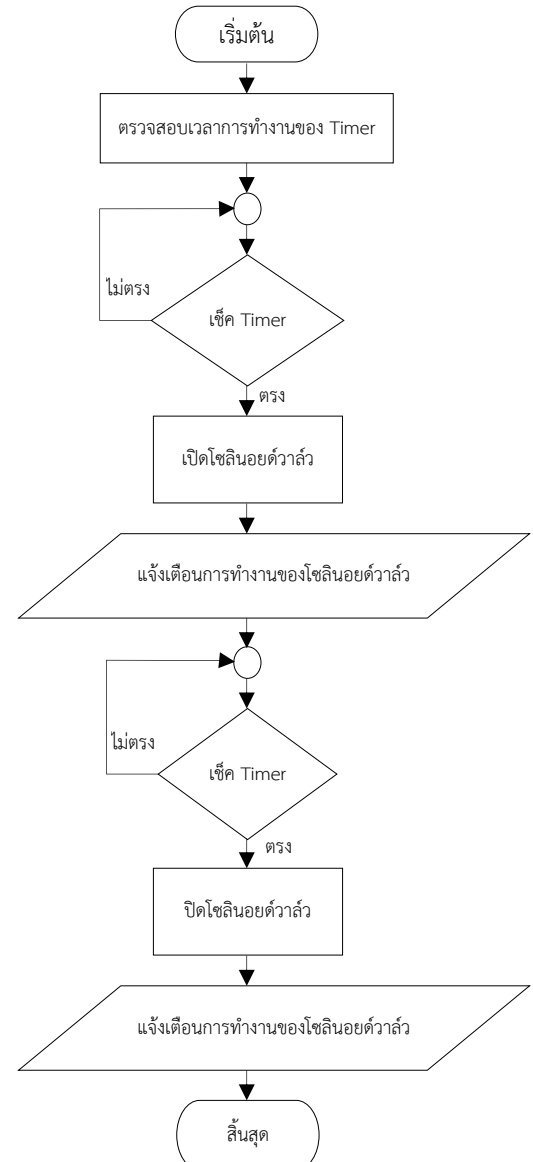 เริ่มต้น
ตรวจสอบเวลาการทำงานของ Timer
ไม่ตรง
เช็ค Timer
ตรง
เปิดโซลินอยด์วาล์ว
แจ้งเตือนการทำงานของโซลินอยด์วาล์ว
ไม่ตรง
เช็ค Timer
ตรง
ปิดโซลินอยด์วาล์ว
แจ้งเตือนการทำงานของโซลินอยด์วาล์ว
สิ้นสุด